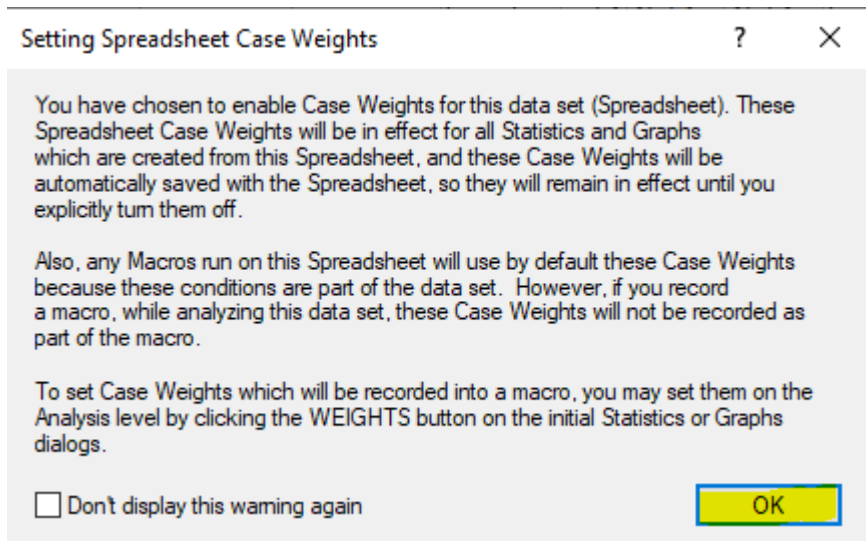 Setting Spreadsheet Case Weights
?
You have chosen to enable Case Weights for this data set (Spreadsheet). These
Spreadsheet Case Weights will be in effect for all Statistics and Graphs
which are created from this Spreadsheet, and these Case Weights will be
automatically saved with the Spreadsheet, so they will remain in effect until you
explicitly turn them off.
Also, any Macros run on this Spreadsheet will use by default these Case Weights
because these conditions are part of the data set.  However, if you record
a macro, while analyzing this data set, these Case Weights will not be recorded as
part of the macro.
To set Case Weights which will be recorded into a macro, you may set them on the
Analysis level by clicking the WEIGHTS button on the initial Statistics or Graphs
dialogs.
Don't display this warning again
OK